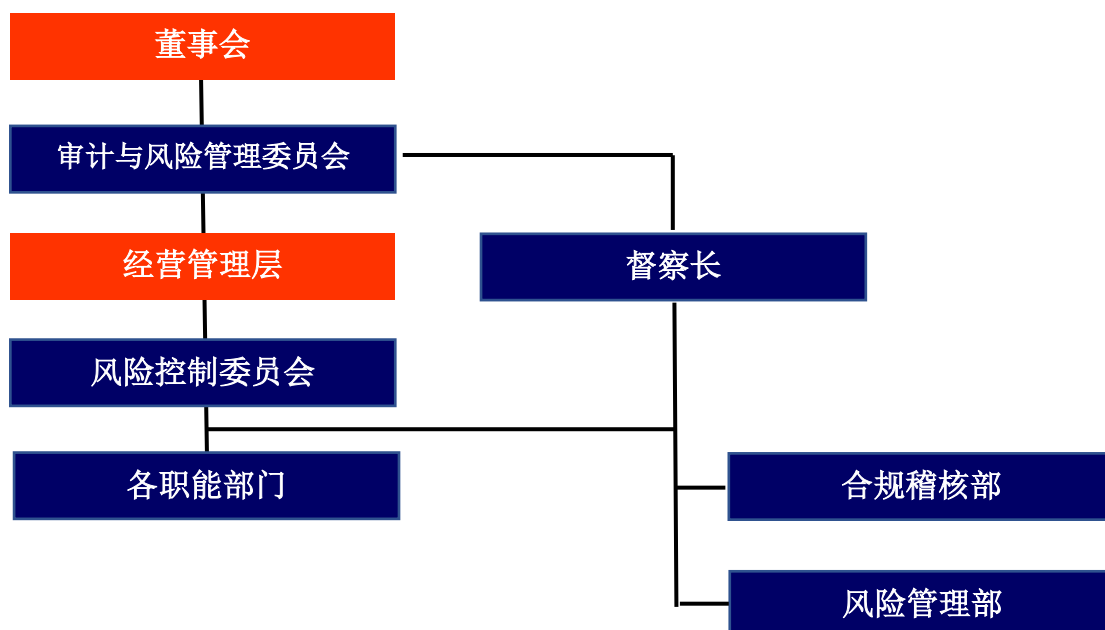 董事会
审计与风险管理委员会
经营管理层
督察长
风险控制委员会
各职能部门
合规稽核部
风险管理部